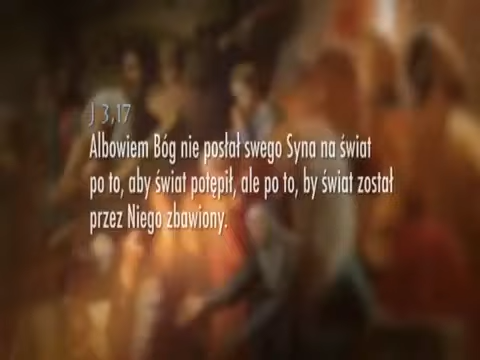 J 3,17
Albowiem Bóg nie posłał swego Syna na świat
po to, aby świat potępił, ale po to, by świat został
przez Niego zbawiony.